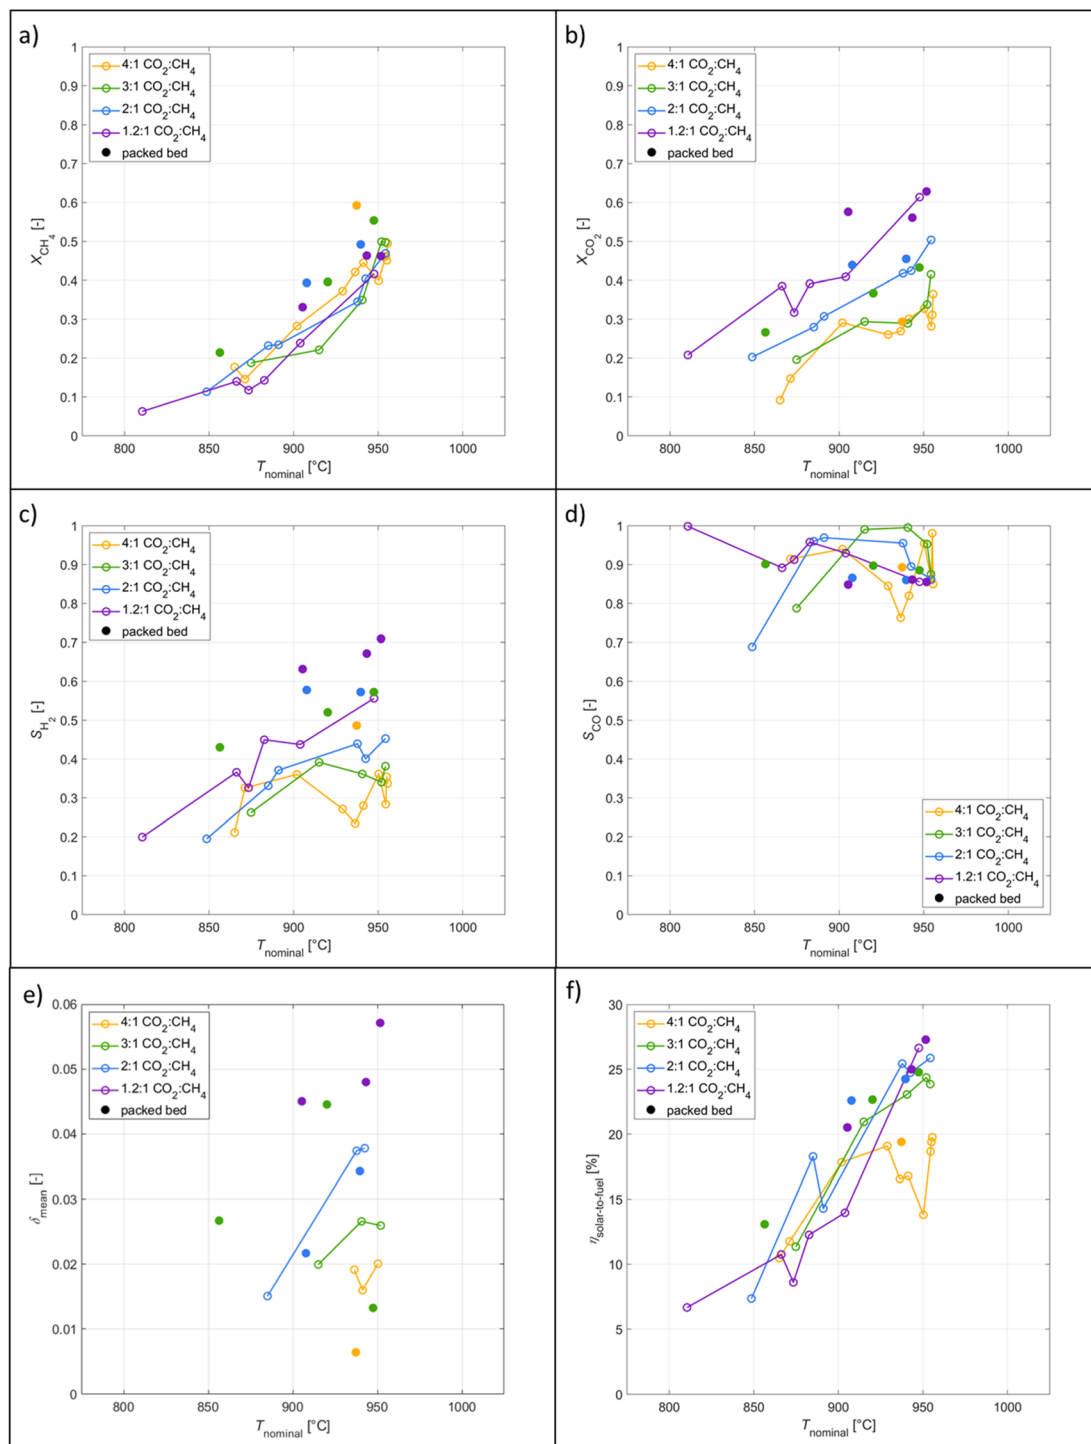 a)
1
0.9
0.8
0.7
0.6
0.5
0.4
0.3
0.2
0.1
0
X_CH4 [-]
4:1 CO2:CH4
3:1 CO2:CH4
2:1 CO2:CH4
1.2:1 CO2:CH4
packed bed
800 850 900 950 1000
T_nominal [°C]
b)
1
0.9
0.8
0.7
0.6
0.5
0.4
0.3
0.2
0.1
0
X_CO2 [-]
4:1 CO2:CH4
3:1 CO2:CH4
2:1 CO2:CH4
1.2:1 CO2:CH4
packed bed
800 850 900 950 1000
T_nominal [°C]
c)
1
0.9
0.8
0.7
0.6
0.5
0.4
0.3
0.2
0.1
0
S_H2 [-]
4:1 CO2:CH4
3:1 CO2:CH4
2:1 CO2:CH4
1.2:1 CO2:CH4
packed bed
800 850 900 950 1000
T_nominal [°C]
d)
1
0.9
0.8
0.7
0.6
0.5
0.4
0.3
0.2
0.1
0
S_CO [-]
4:1 CO2:CH4
3:1 CO2:CH4
2:1 CO2:CH4
1.2:1 CO2:CH4
packed bed
800 850 900 950 1000
T_nominal [°C]
e)
0.06
0.05
0.04
0.03
0.02
0.01
0
δ_mean [-]
4:1 CO2:CH4
3:1 CO2:CH4
2:1 CO2:CH4
1.2:1 CO2:CH4
packed bed
800 850 900 950 1000
T_nominal [°C]
f)
30
25
20
15
10
5
0
η_solar-to-fuel [%]
4:1 CO2:CH4
3:1 CO2:CH4
2:1 CO2:CH4
1.2:1 CO2:CH4
packed bed
800 850 900 950 1000
T_nominal [°C]